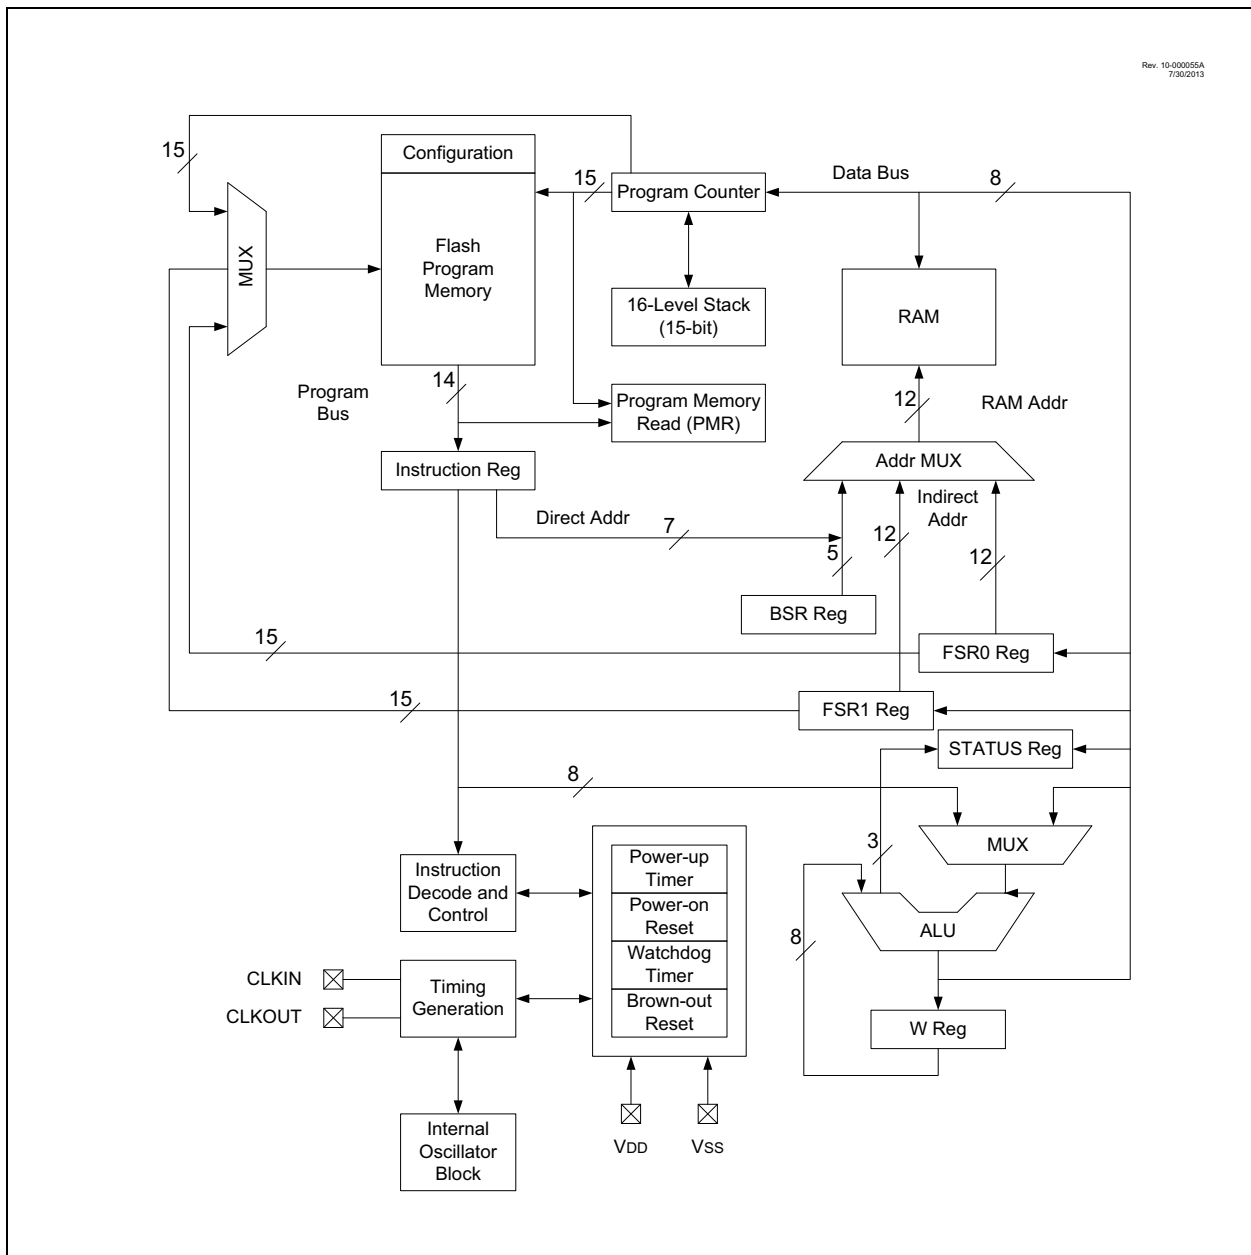 Rev. 10-000055A
7/30/2013
15
Configuration
15
Program Counter
Data Bus
8
MUX
Flash
Program
Memory
16-Level Stack
(15-bit)
RAM
Program
Bus
14
Program Memory
Read (PMR)
12
RAM Addr
Addr MUX
Instruction Reg
Indirect
Addr
Direct Addr
7
12
5
12
BSR Reg
15
FSR0 Reg
15
FSR1 Reg
STATUS Reg
8
3
MUX
Power-up
Timer
Instruction
Decode and
Control
Power-on
Reset
8
ALU
Watchdog
Timer
CLKIN
Timing
Generation
Brown-out
Reset
CLKOUT
W Reg
Internal
Oscillator
Block
VDD
VSS